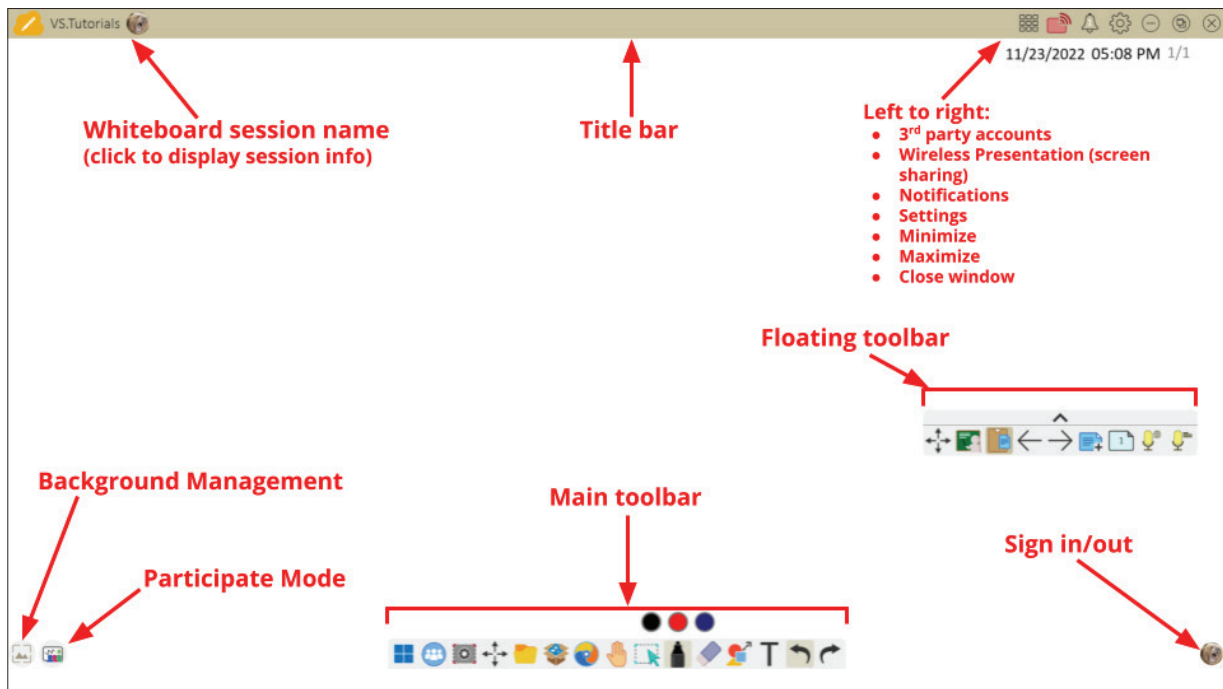 VS.Tutorials
11/23/2022 05:08 PM 1/1
Whiteboard session name
(click to display session info)
Title bar
Left to right:
● 3rd party accounts
● Wireless Presentation (screen
sharing)
● Notifications
● Settings
● Minimize
● Maximize
● Close window
Floating toolbar
1
Background Management
Main toolbar
Sign in/out
Participate Mode
T